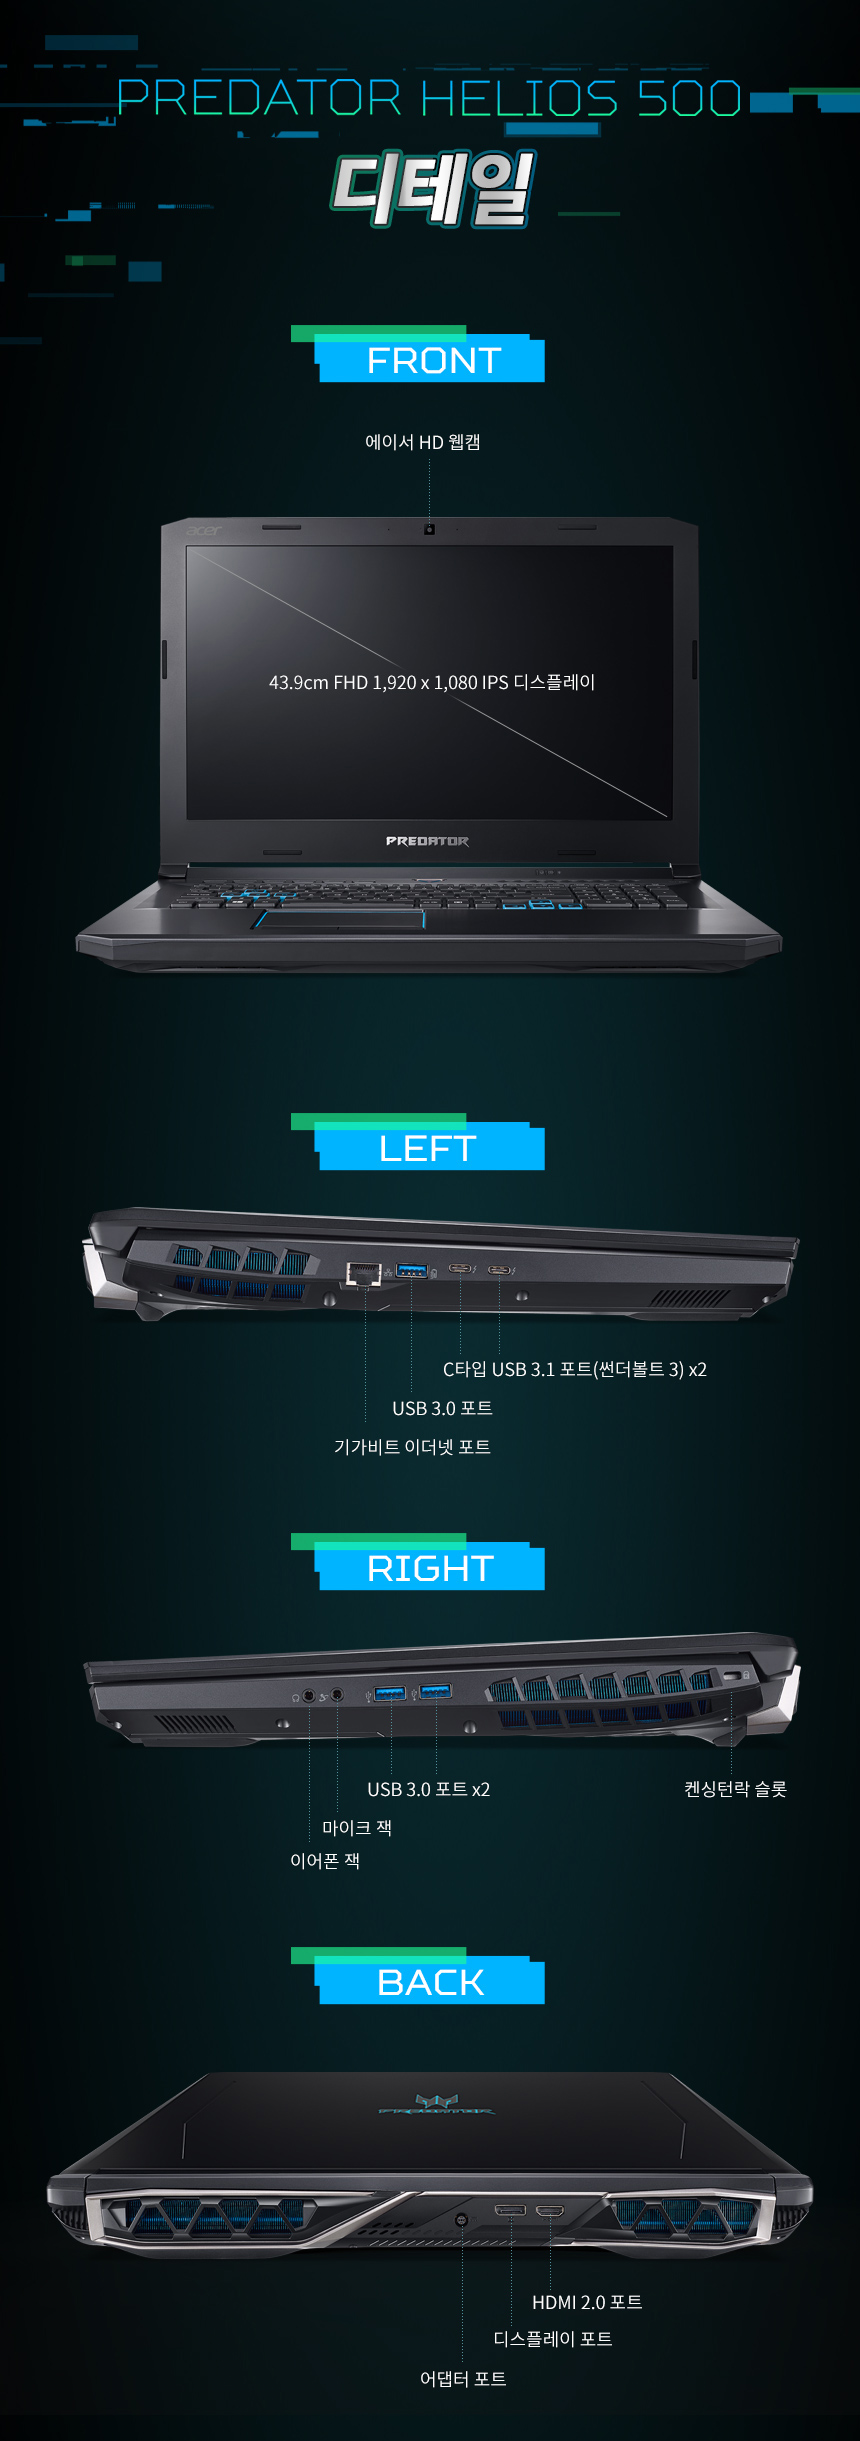 PREDATOR HELIOS 500
디테일
FRONT
에이서 HD 웹캠
acer
43.9cm FHD 1,920 x 1,080 IPS 디스플레이
PREDATOR
LEFT
C타입 USB 3.1 포트(썬더볼트 3) x2
USB 3.0 포트
기가비트 이더넷 포트
RIGHT
USB 3.0 포트 x2
켄싱턴락 슬롯
마이크 잭
이어폰 잭
BACK
PREDATOR
HDMI 2.0 포트
디스플레이 포트
어댑터 포트